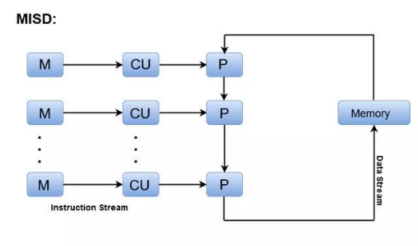 MISD:
M CU P
M CU P
Memory
M CU P
Data Stream
Instruction Stream